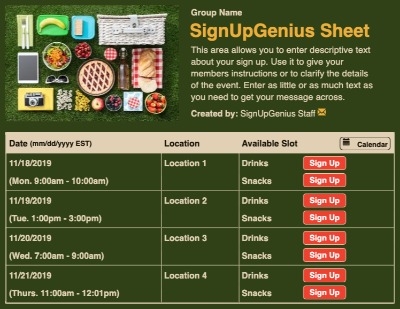 Group Name
SignUpGenius Sheet
This area allows you to enter descriptive text
about your sign up. Use it to give your
members instructions or to clarify the details
of the event. Enter as little or as much text as
you need to get your message across.
Created by: SignUpGenius Staff
Date (mm/dd/yyyy EST) Location Available Slot Calendar
11/18/2019 Location 1 Drinks Sign Up
(Mon. 9:00am - 10:00am) Snacks Sign Up
11/19/2019 Location 2 Drinks Sign Up
(Tue. 1:00pm - 3:00pm) Snacks Sign Up
11/20/2019 Location 3 Drinks Sign Up
(Wed. 7:00am - 9:00am) Snacks Sign Up
11/21/2019 Location 4 Drinks Sign Up
(Thurs. 11:00am - 12:01pm) Snacks Sign Up